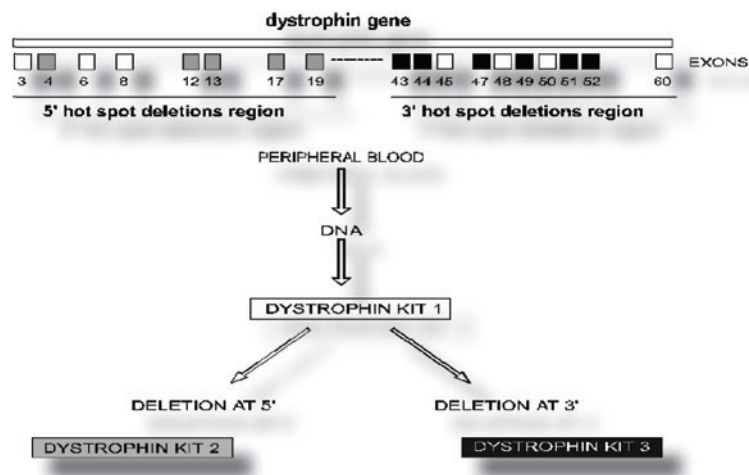 dystrophin gene
EXONS
3 4 6 8 12 13 17 19 43 44 45 47 48 49 50 51 52 60
5' hot spot deletions region 3' hot spot deletions region
PERIPHERAL BLOOD
DNA
DYSTROPHIN KIT 1
DELETION AT 5' DELETION AT 3'
DYSTROPHIN KIT 2 DYSTROPHIN KIT 3